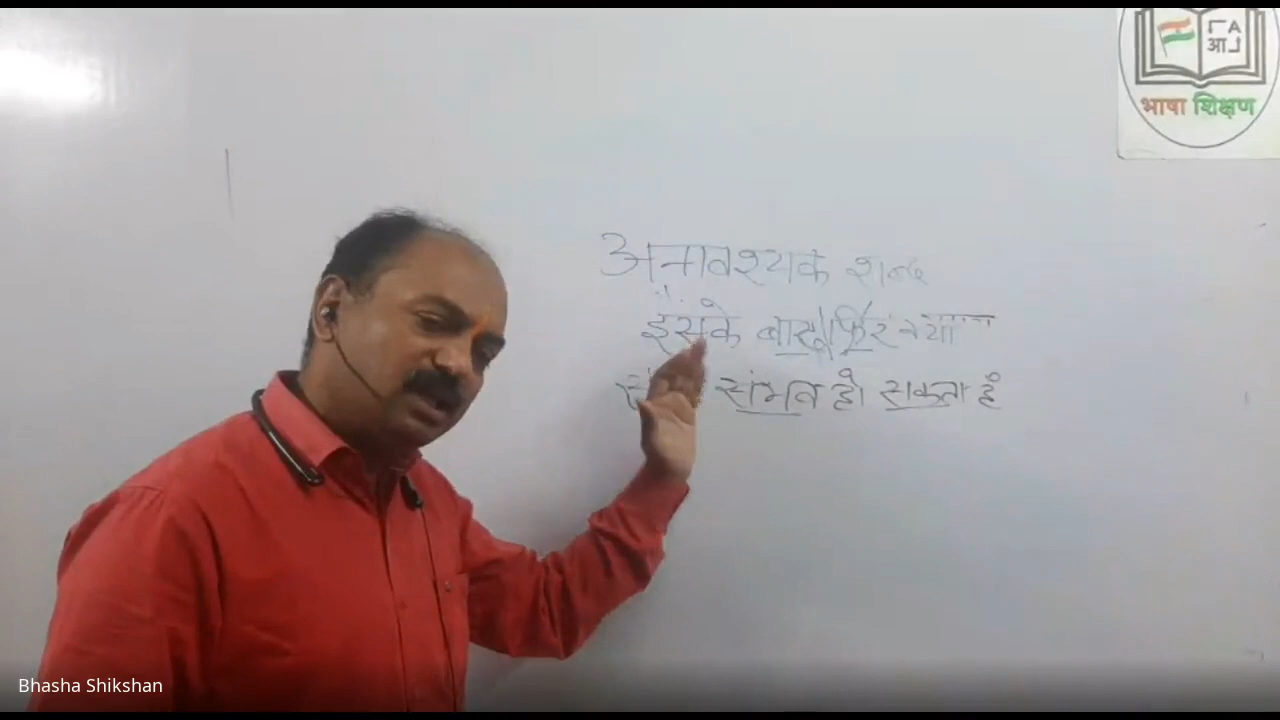 A
आ
भाषा शिक्षण
अनावश्यक शब्द
इसके बाद फिर क्या
संभव हो सकता है
Bhasha Shikshan